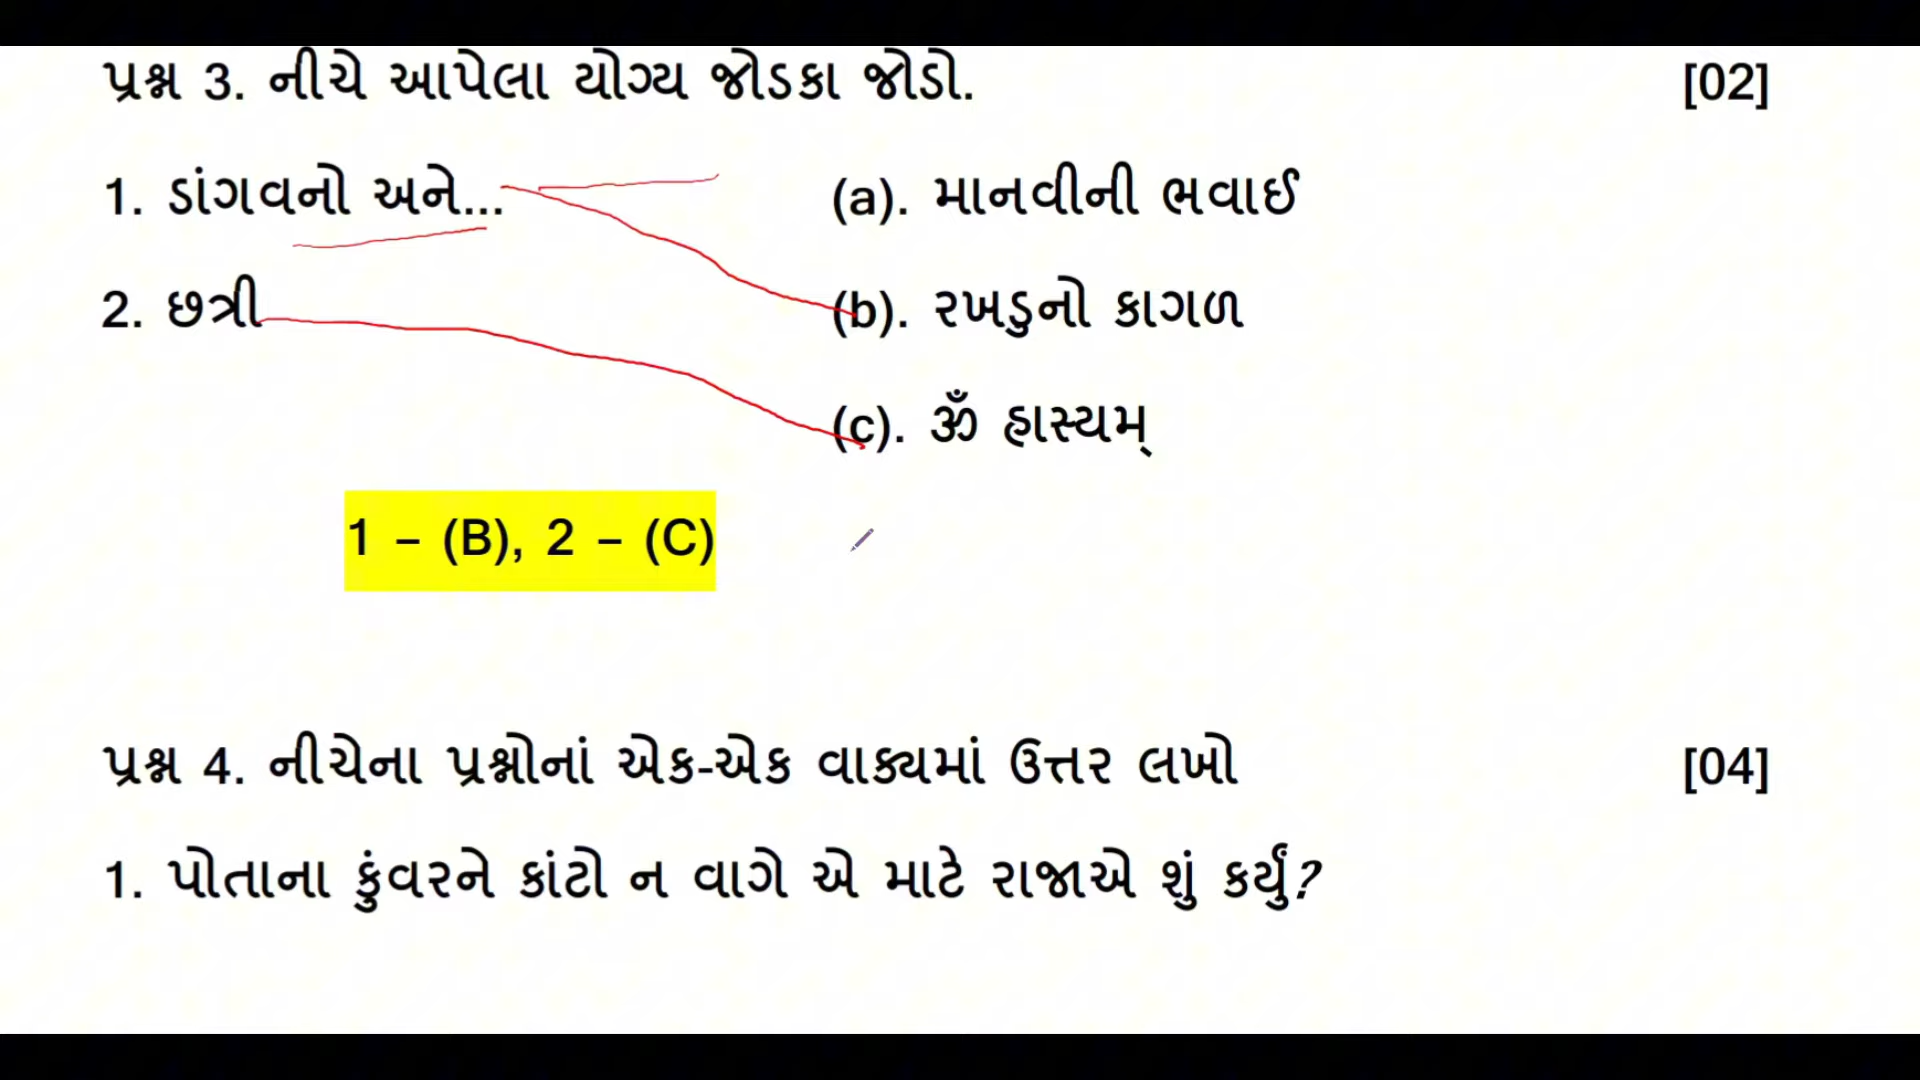 પ્રશ્ન 3. નીચે આપેલા યોગ્ય જોડકા જોડો. [02]
1. ડાંગવનો અને... (a). માનવીની ભવાઈ
2. છત્રી (b). રખડુનો કાગળ
(c). ૐ હાસ્યમ્
1 – (B), 2 – (C)
પ્રશ્ન 4. નીચેના પ્રશ્નોનાં એક-એક વાક્યમાં ઉત્તર લખો [04]
1. પોતાના કુંવરને કાંટો ન વાગે એ માટે રાજાએ શું કર્યું?